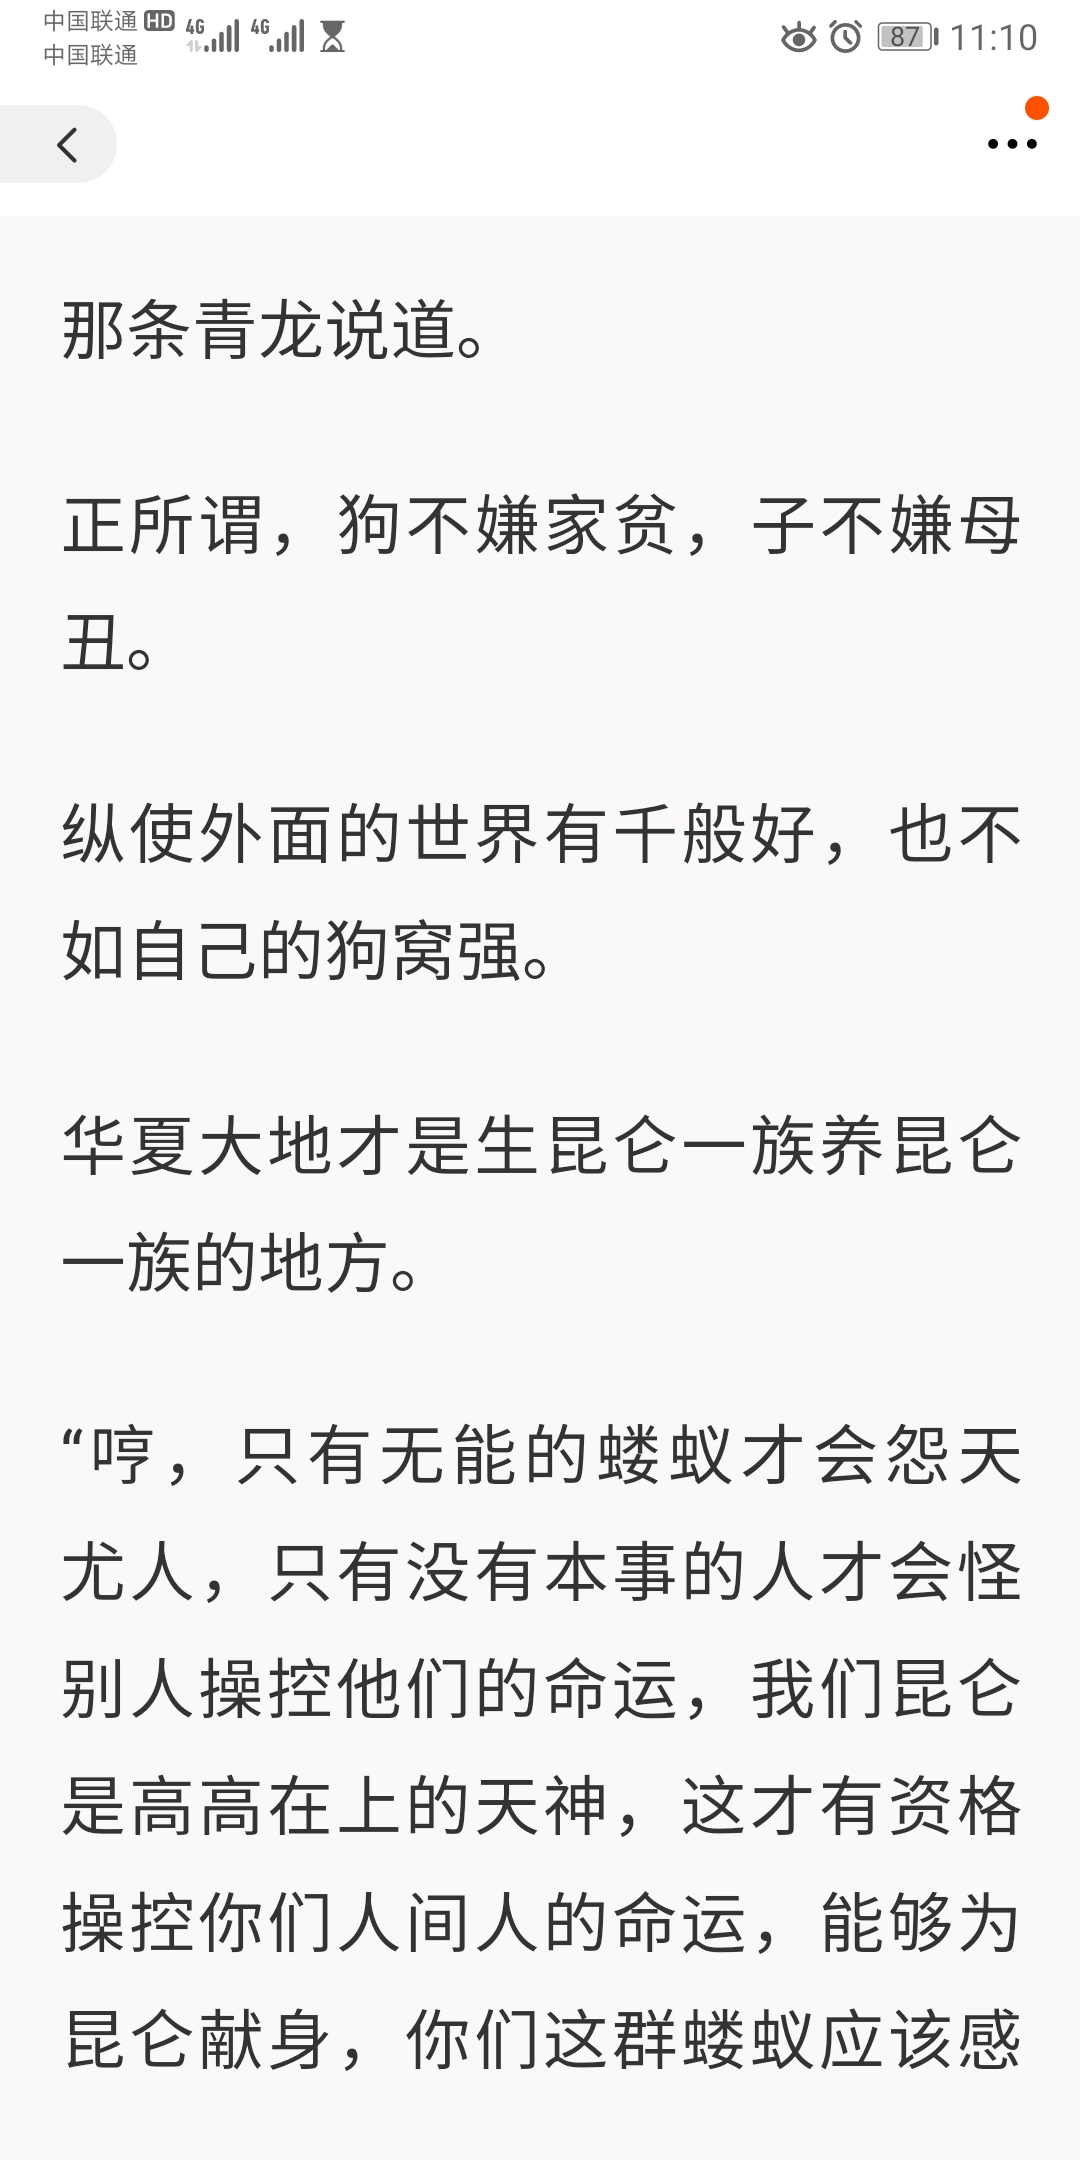 中国联通 HD 4G 4G 87 11:10
中国联通
那条青龙说道。
正所谓，狗不嫌家贫，子不嫌母
丑。
纵使外面的世界有千般好，也不
如自己的狗窝强。
华夏大地才是生昆仑一族养昆仑
一族的地方。
“哼，只有无能的蝼蚁才会怨天
尤人，只有没有本事的人才会怪
别人操控他们的命运，我们昆仑
是高高在上的天神，这才有资格
操控你们人间人的命运，能够为
昆仑献身，你们这群蝼蚁应该感